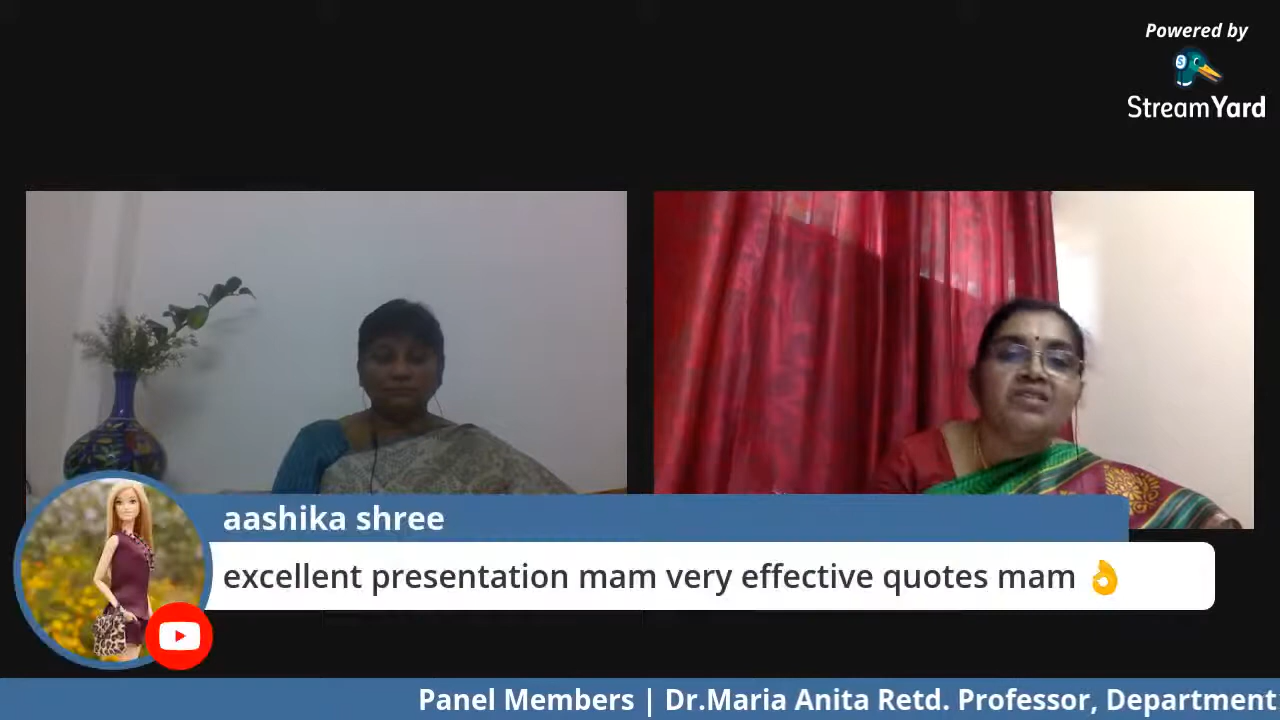 Powered by
StreamYard
aashika shree
excellent presentation mam very effective quotes mam 👌
Panel Members | Dr.Maria Anita Retd. Professor, Department